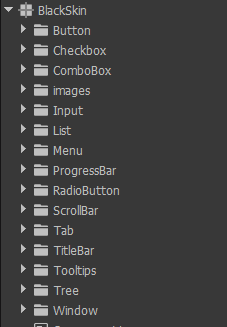 BlackSkin
Button
Checkbox
ComboBox
images
Input
List
Menu
ProgressBar
RadioButton
ScrollBar
Tab
TitleBar
Tooltips
Tree
Window